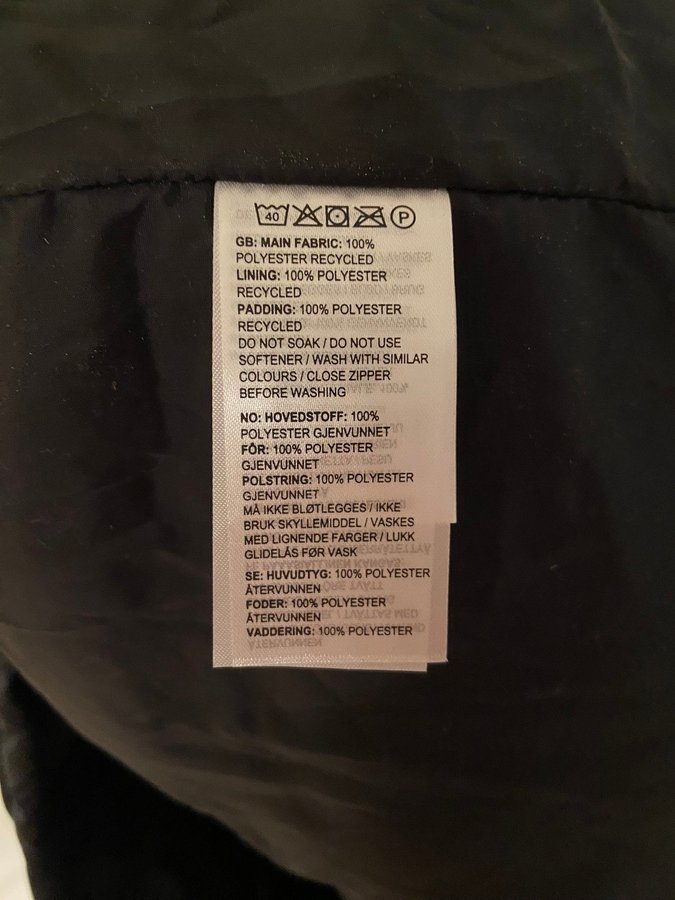 40 P
GB: MAIN FABRIC: 100%
POLYESTER RECYCLED
LINING: 100% POLYESTER
RECYCLED
PADDING: 100% POLYESTER
RECYCLED
DO NOT SOAK / DO NOT USE
SOFTENER / WASH WITH SIMILAR
COLOURS / CLOSE ZIPPER
BEFORE WASHING
NO: HOVEDSTOFF: 100%
POLYESTER GJENVUNNET
FÖR: 100% POLYESTER
GJENVUNNET
POLSTRING: 100% POLYESTER
GJENVUNNET
MÅ IKKE BLØTLEGGES / IKKE
BRUK SKYLLEMIDDEL / VASKES
MED LIGNENDE FARGER / LUKK
GLIDELÅS FØR VASK
SE: HUVUDTYG: 100% POLYESTER
ÅTERVUNNEN
FODER: 100% POLYESTER
ÅTERVUNNEN
VADDERING: 100% POLYESTER